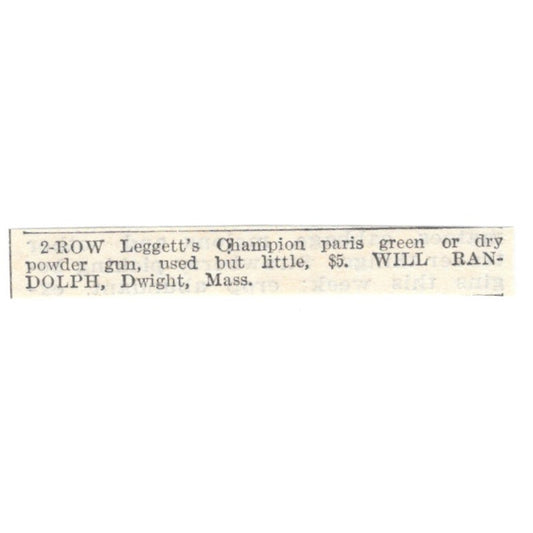 2-ROW Leggett's Champion paris green or dry
powder gun, used but little, $5. WILL RAN-
DOLPH, Dwight, Mass.